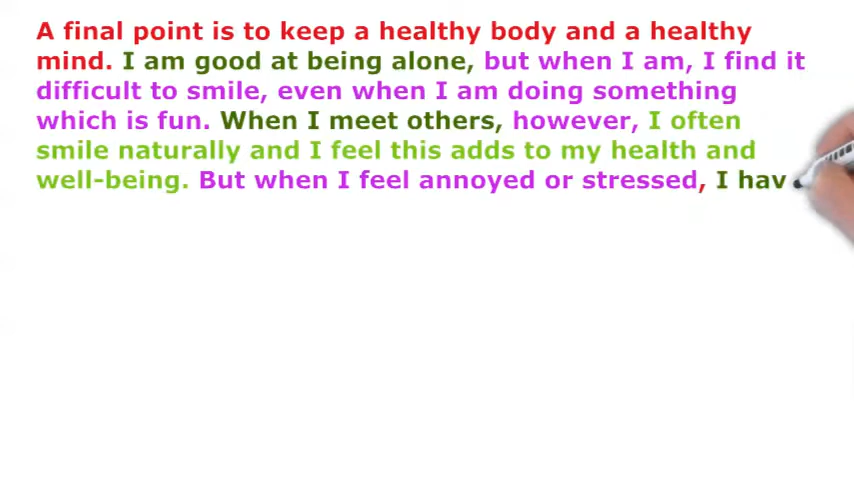 A final point is to keep a healthy body and a healthy
mind. I am good at being alone, but when I am, I find it
difficult to smile, even when I am doing something
which is fun. When I meet others, however, I often
smile naturally and I feel this adds to my health and
well-being. But when I feel annoyed or stressed, I hav